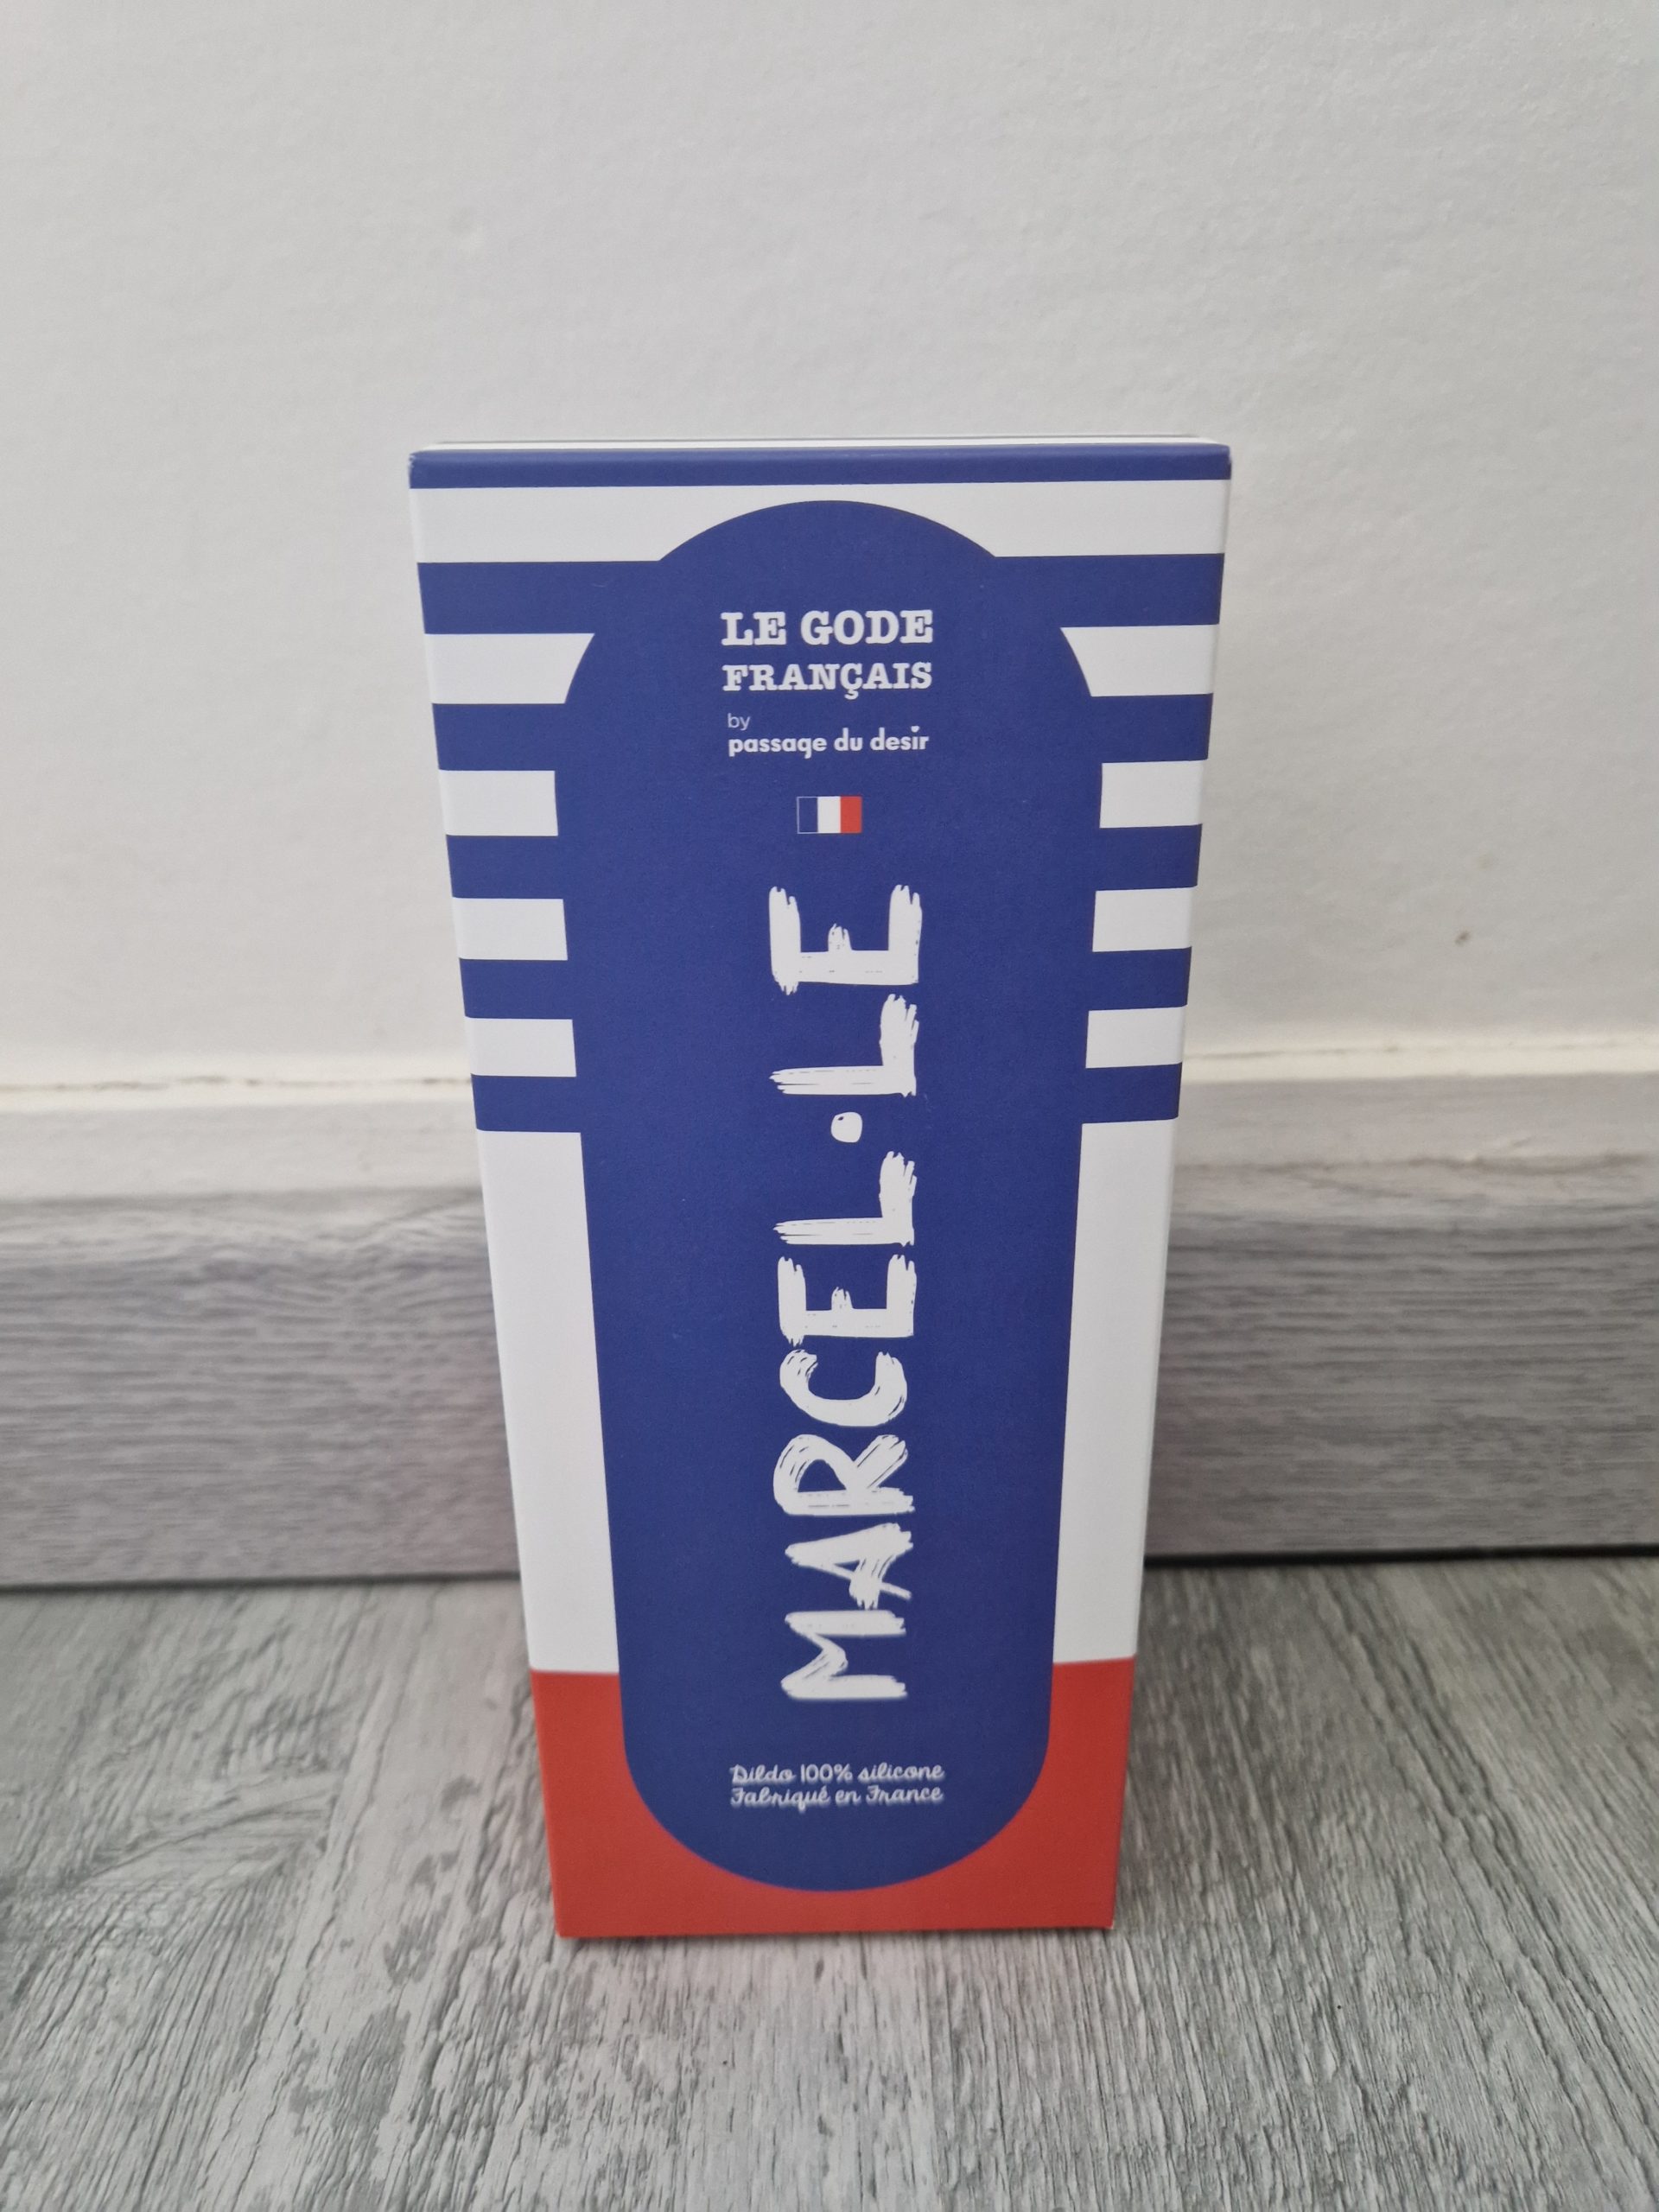 LE GODE
FRANÇAIS
by
passage du desir
MARCEL·LE
Dildo 100% silicone
Fabriqué en France